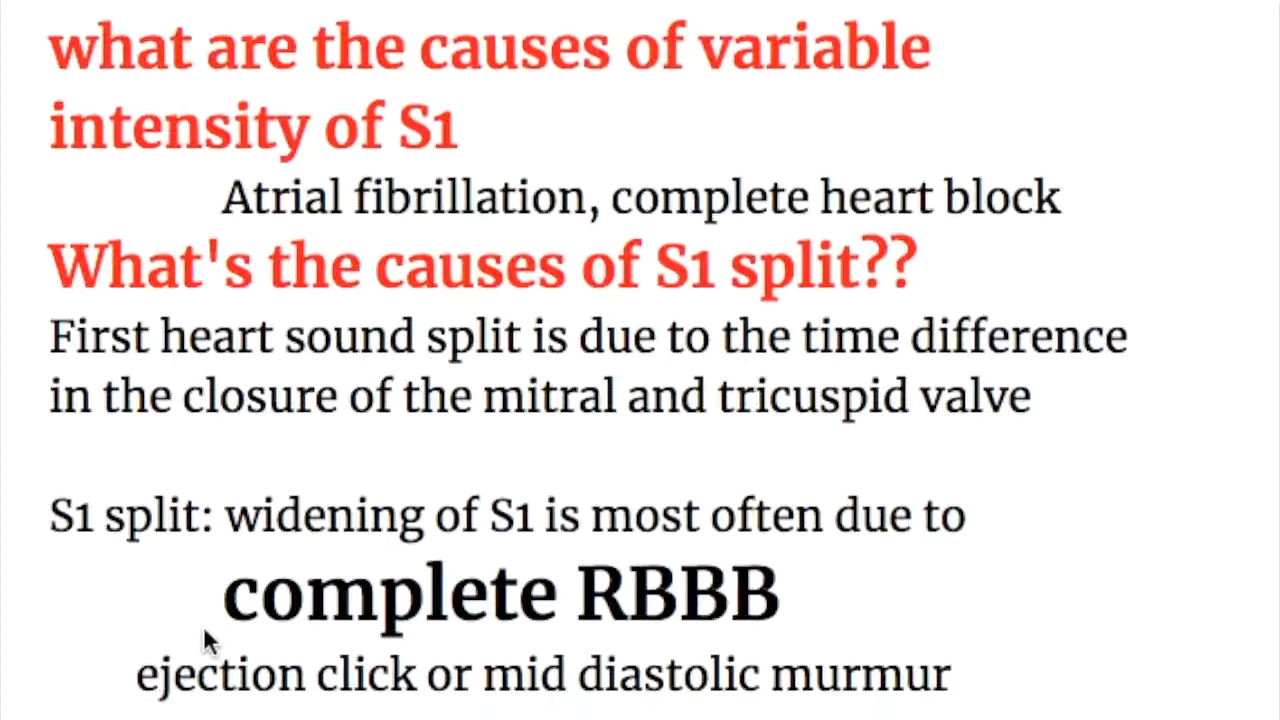 what are the causes of variable
intensity of S1
Atrial fibrillation, complete heart block
What's the causes of S1 split??
First heart sound split is due to the time difference
in the closure of the mitral and tricuspid valve
S1 split: widening of S1 is most often due to
complete RBBB
ejection click or mid diastolic murmur